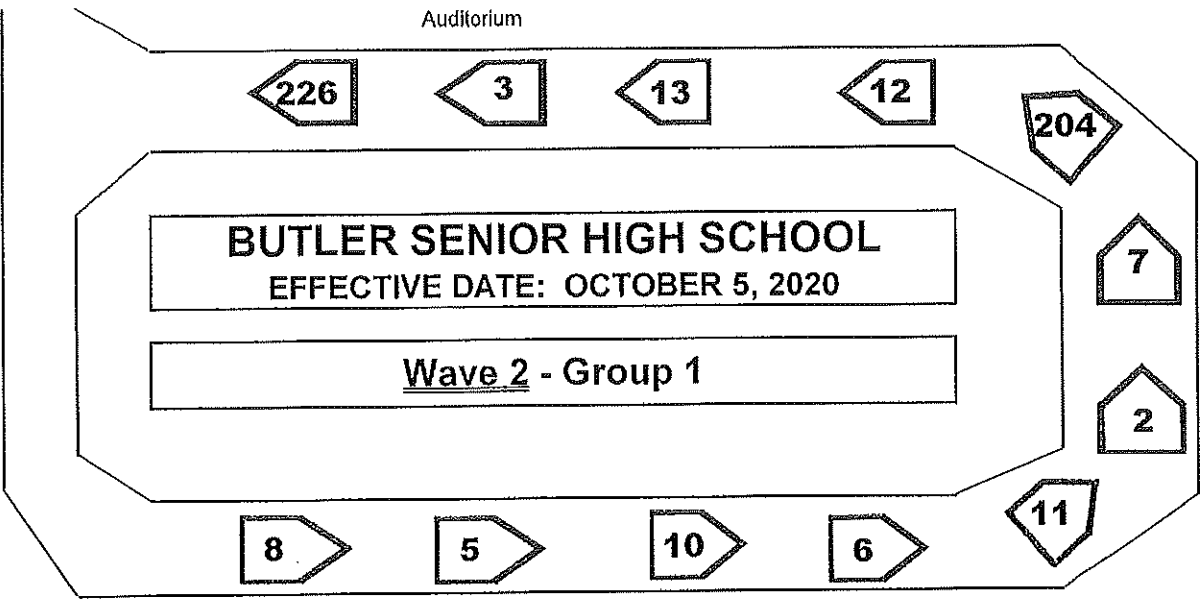 Auditorium
226 3 13 12
204
BUTLER SENIOR HIGH SCHOOL
EFFECTIVE DATE: OCTOBER 5, 2020
7
Wave 2 - Group 1
2
11
8 5 10 6